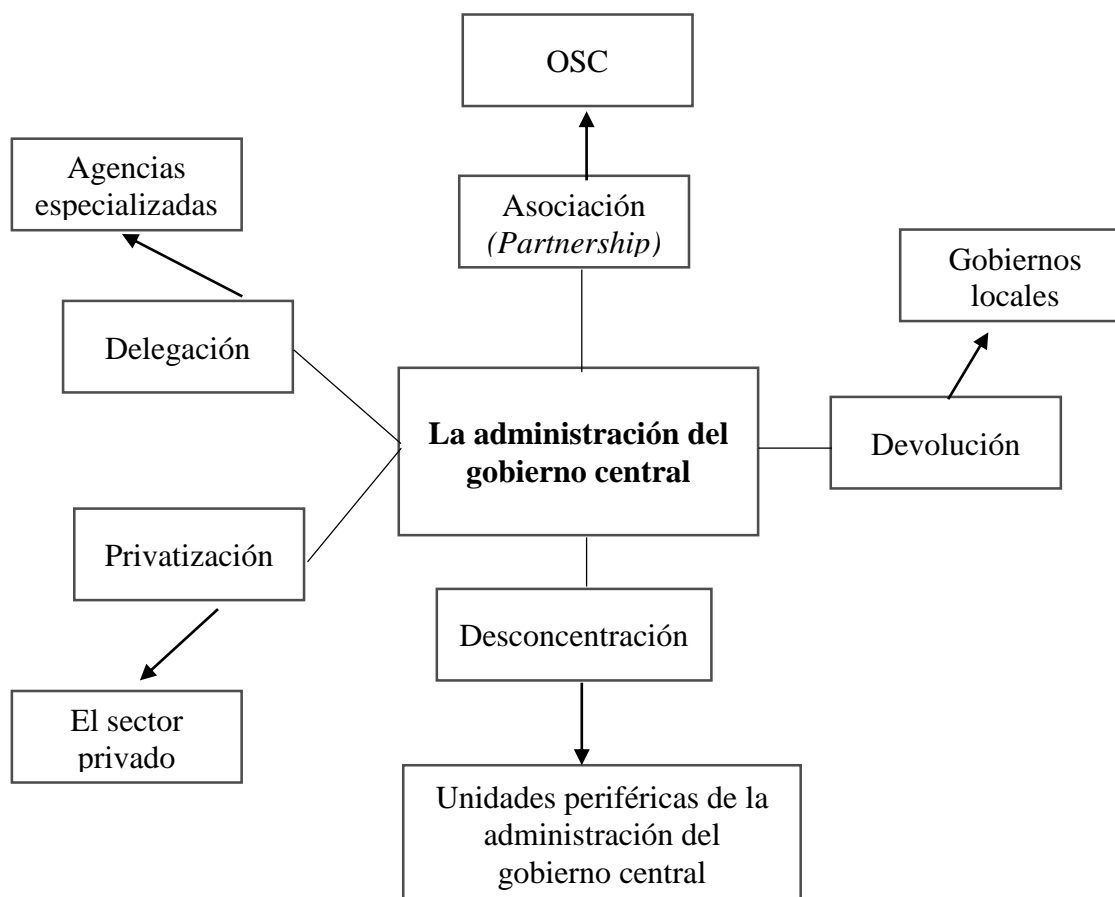 OSC
Agencias
especializadas
Asociación
(Partnership)
Gobiernos
locales
Delegación
La administración del
gobierno central
Devolución
Privatización
Desconcentración
El sector
privado
Unidades periféricas de la
administración del
gobierno central